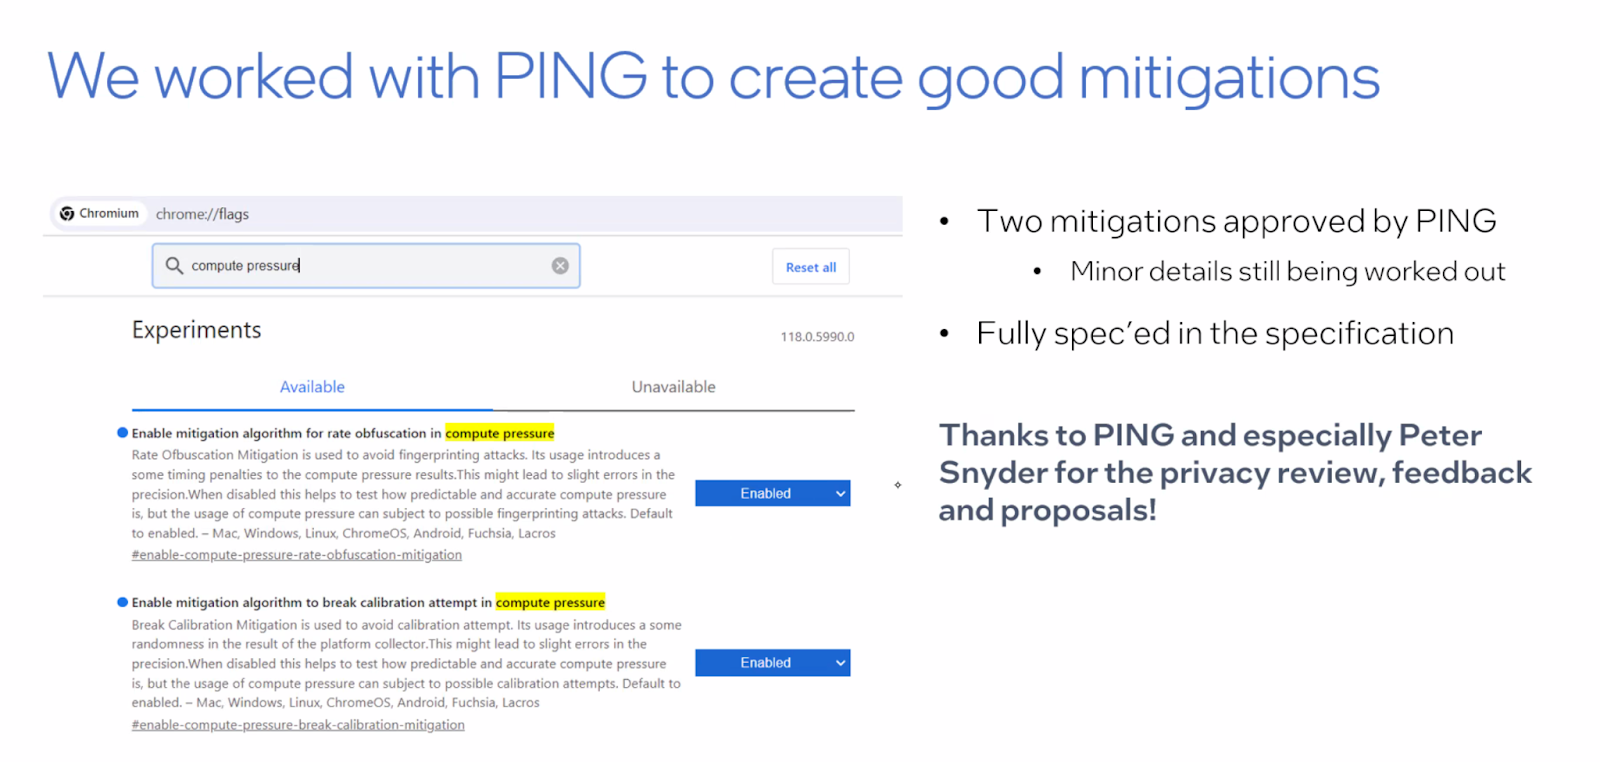 We worked with PING to create good mitigations
Chromium chrome://flags
compute pressure
Reset all
Experiments
118.0.5990.0
Available
Unavailable
Enable mitigation algorithm for rate obfuscation in compute pressure
Rate Ofbuscation Mitigation is used to avoid fingerprinting attacks. Its usage introduces a
some timing penalties to the compute pressure results.This might lead to slight errors in the
precision.When disabled this helps to test how predictable and accurate compute pressure
is, but the usage of compute pressure can subject to possible fingerprinting attacks. Default
to enabled. – Mac, Windows, Linux, ChromeOS, Android, Fuchsia, Lacros
#enable-compute-pressure-rate-obfuscation-mitigation
Enabled
Enable mitigation algorithm to break calibration attempt in compute pressure
Break Calibration Mitigation is used to avoid calibration attempt. Its usage introduces a some
randomness in the result of the platform collector.This might lead to slight errors in the
precision.When disabled this helps to test how predictable and accurate compute pressure
is, but the usage of compute pressure can subject to possible calibration attempts. Default to
enabled. – Mac, Windows, Linux, ChromeOS, Android, Fuchsia, Lacros
#enable-compute-pressure-break-calibration-mitigation
Enabled
• Two mitigations approved by PING
• Minor details still being worked out
• Fully spec’ed in the specification
Thanks to PING and especially Peter
Snyder for the privacy review, feedback
and proposals!